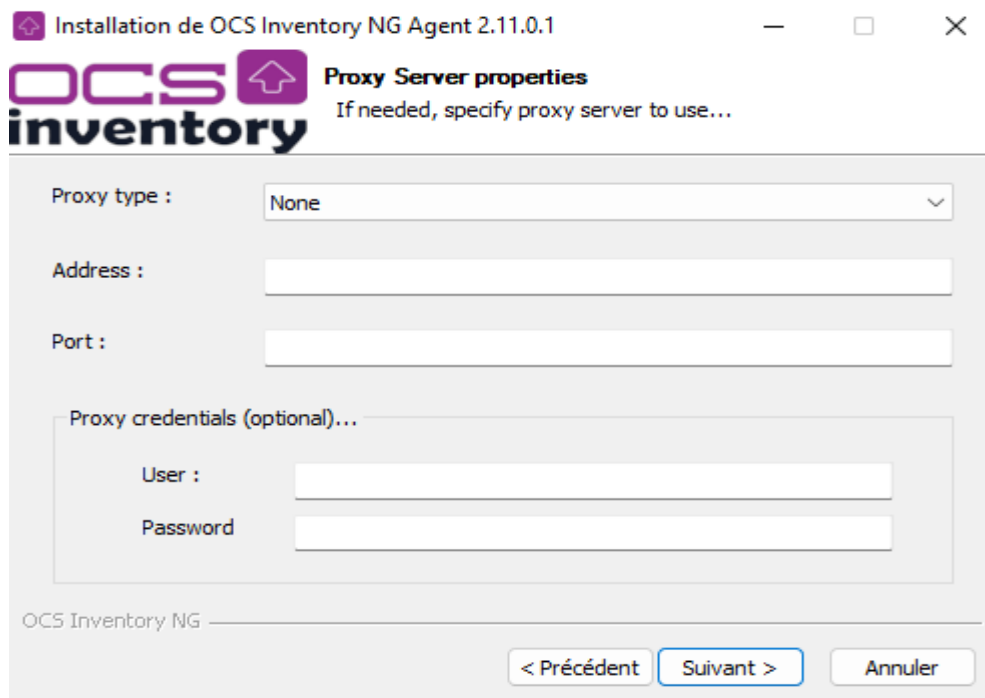 Installation de OCS Inventory NG Agent 2.11.0.1
OCS
inventory
Proxy Server properties
If needed, specify proxy server to use...
Proxy type :
None
Address :
Port :
Proxy credentials (optional)...
User :
Password
OCS Inventory NG
< Précédent
Suivant >
Annuler